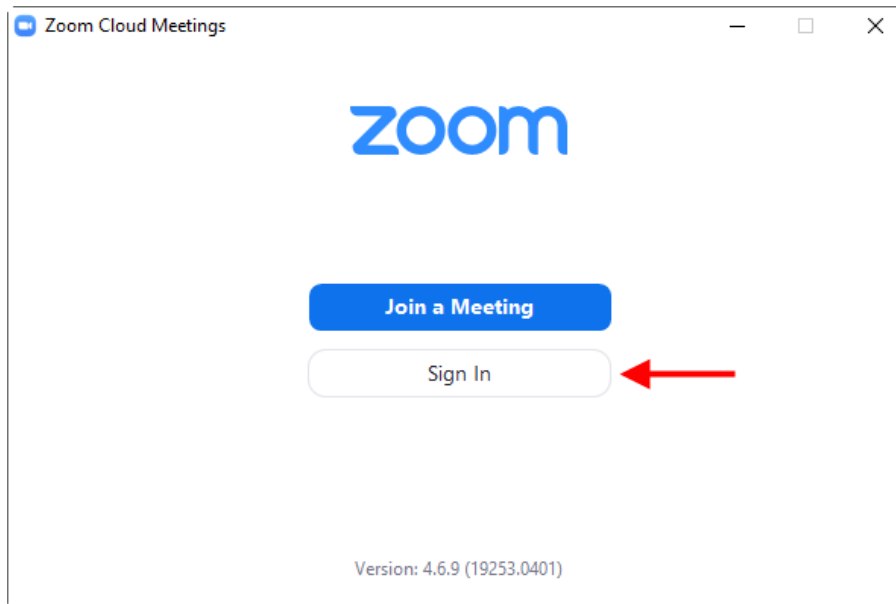 Zoom Cloud Meetings
zoom
Join a Meeting
Sign In
Version: 4.6.9 (19253.0401)